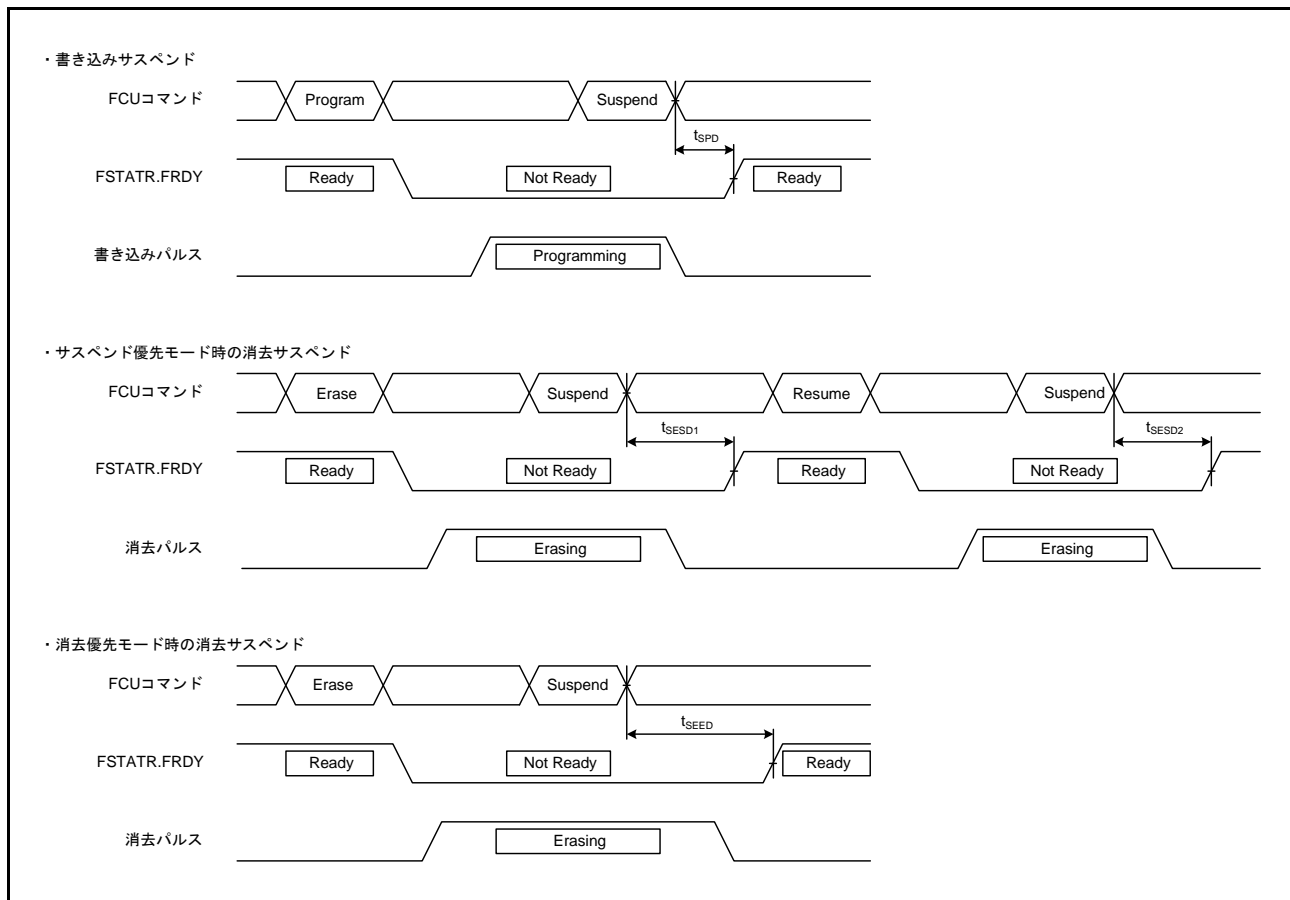 ・書き込みサスペンド
FCUコマンド Program Suspend
tSPD
FSTATR.FRDY Ready Not Ready Ready
書き込みパルス Programming
・サスペンド優先モード時の消去サスペンド
FCUコマンド Erase Suspend Resume Suspend
tSESD1 tSESD2
FSTATR.FRDY Ready Not Ready Ready Not Ready
消去パルス Erasing Erasing
・消去優先モード時の消去サスペンド
FCUコマンド Erase Suspend
tSEED
FSTATR.FRDY Ready Not Ready Ready
消去パルス Erasing